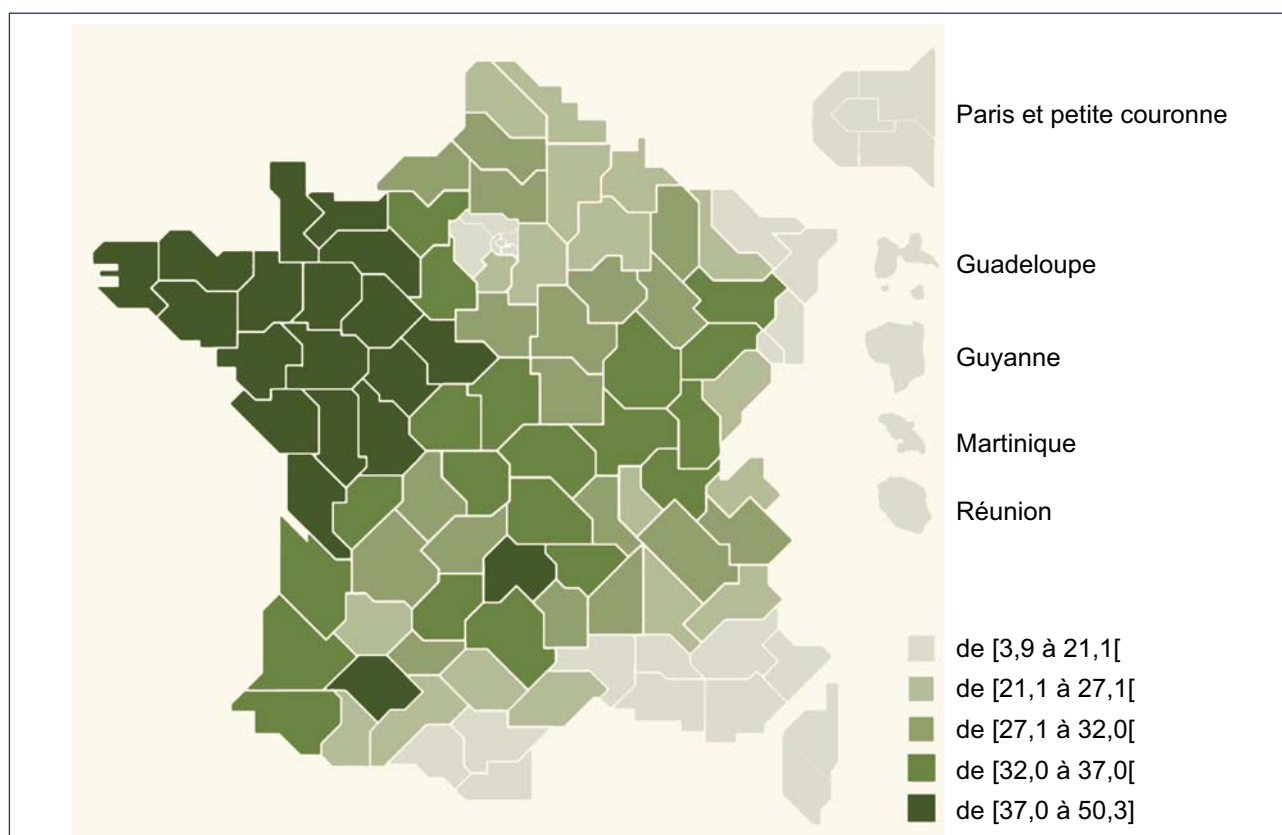 Paris et petite couronne
Guadeloupe
Guyanne
Martinique
Réunion
de [3,9 à 21,1[
de [21,1 à 27,1[
de [27,1 à 32,0[
de [32,0 à 37,0[
de [37,0 à 50,3]